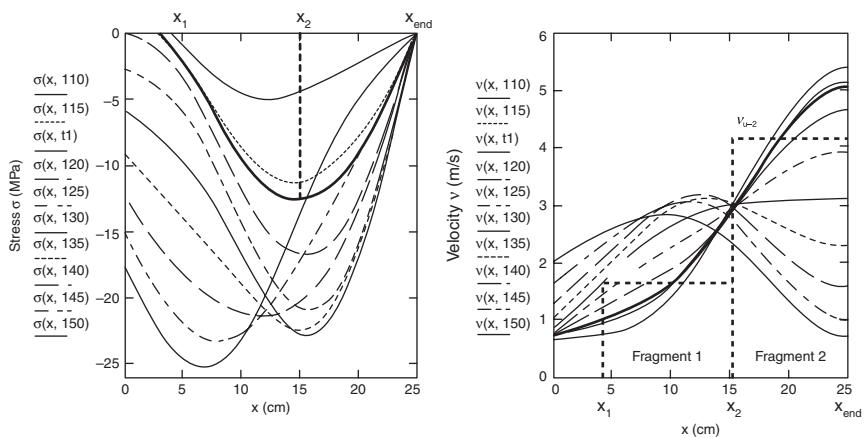 x1
x2
xend
0
−5
−10
−15
−20
−25
0
5
10
15
20
25
x (cm)
Stress σ (MPa)
σ(x, 110)
σ(x, 115)
σ(x, t1)
σ(x, 120)
σ(x, 125)
σ(x, 130)
σ(x, 135)
σ(x, 140)
σ(x, 145)
σ(x, 150)
Velocity ν (m/s)
ν(x, 110)
ν(x, 115)
ν(x, t1)
ν(x, 120)
ν(x, 125)
ν(x, 130)
ν(x, 135)
ν(x, 140)
ν(x, 145)
ν(x, 150)
6
5
4
3
2
1
0
νu–2
Fragment 1
Fragment 2
0
5
10
15
20
25
x1
x2
xend
x (cm)